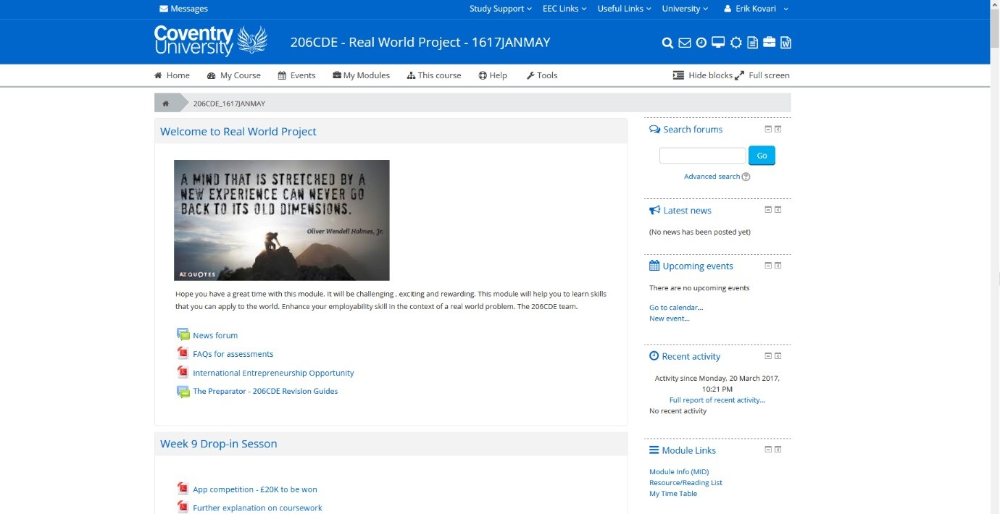 Messages
Study Support EEC Links Useful Links University Erik Kovari
Coventry
University
206CDE - Real World Project - 1617JANMAY
Home My Course Events My Modules This course Help Tools
Hide blocks Full screen
206CDE_1617JANMAY
Welcome to Real World Project
A MIND THAT IS STRETCHED BY A
NEW EXPERIENCE CAN NEVER GO
BACK TO ITS OLD DIMENSIONS.
Oliver Wendell Holmes, Jr.
AZ QUOTES
Hope you have a great time with this module. It will be challenging , exciting and rewarding. This module will help you to learn skills
that you can apply to the world. Enhance your employability skill in the context of a real world problem. The 206CDE team.
News forum
FAQs for assessments
International Entrepreneurship Opportunity
The Preparator - 206CDE Revision Guides
Week 9 Drop-in Sesson
App competition - £20K to be won
Further explanation on coursework
Search forums
Go
Advanced search
Latest news
(No news has been posted yet)
Upcoming events
There are no upcoming events
Go to calendar...
New event...
Recent activity
Activity since Monday, 20 March 2017,
10:21 PM
Full report of recent activity...
No recent activity
Module Links
Module Info (MID)
Resource/Reading List
My Time Table